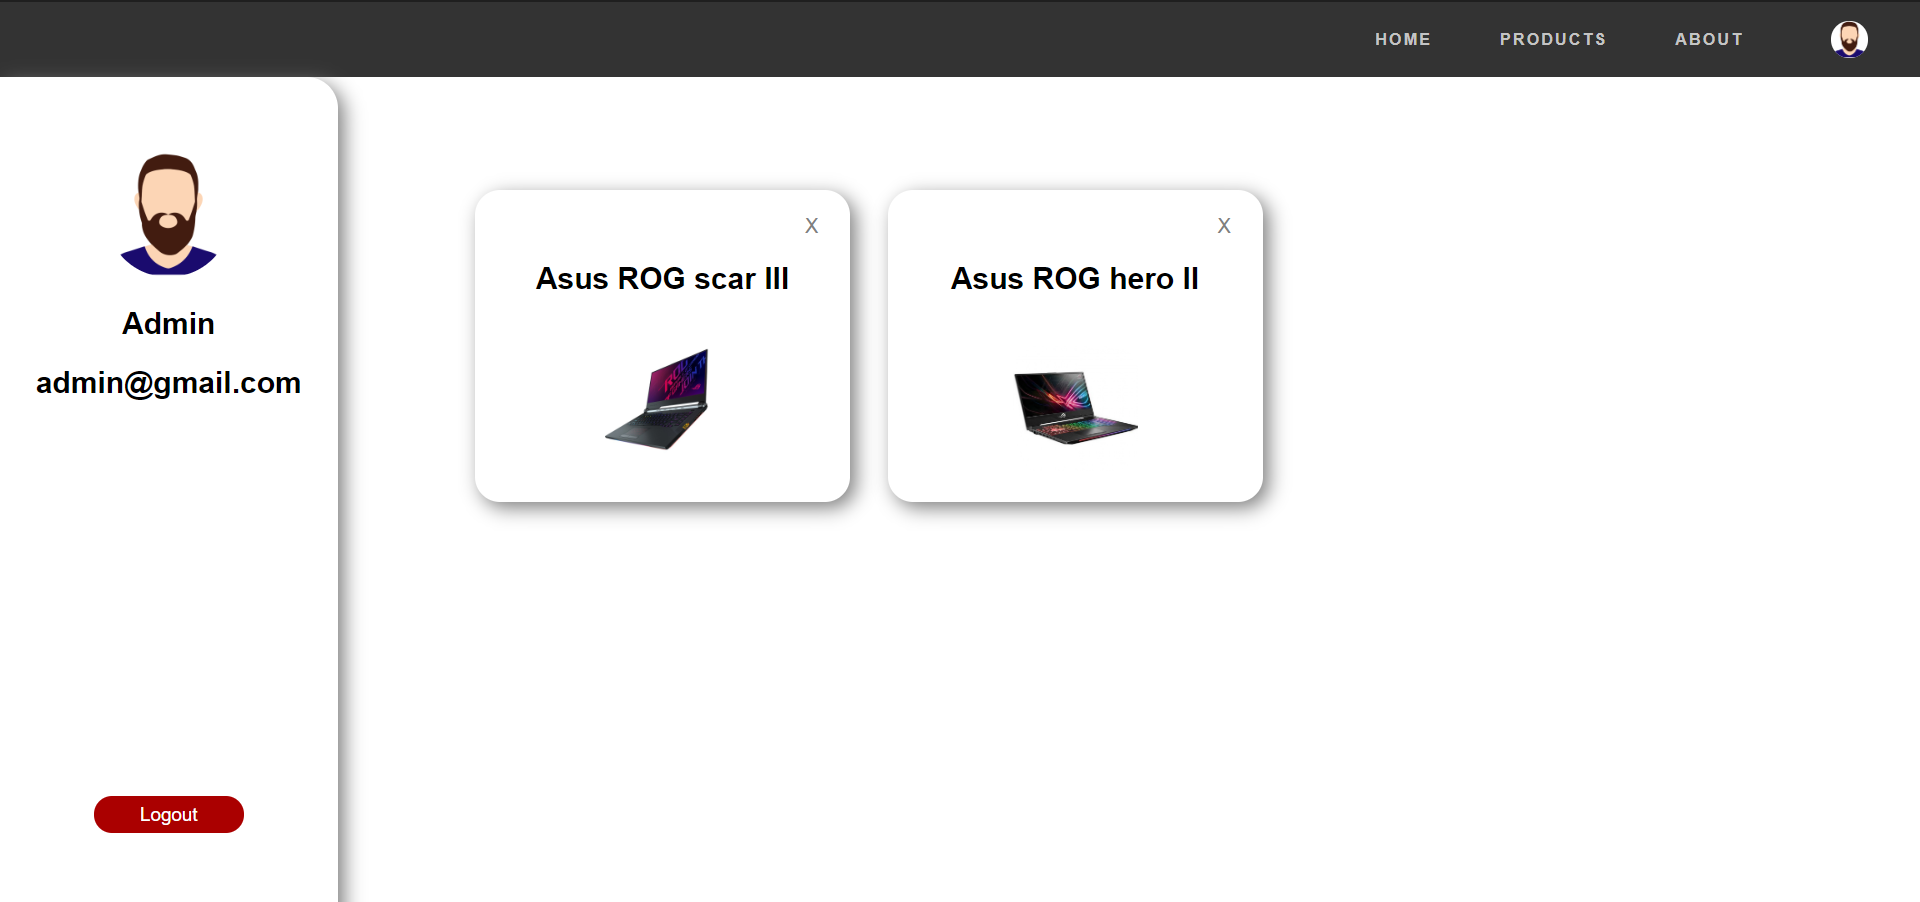 HOME PRODUCTS ABOUT
Admin
admin@gmail.com
Logout
X
Asus ROG scar III
X
Asus ROG hero II